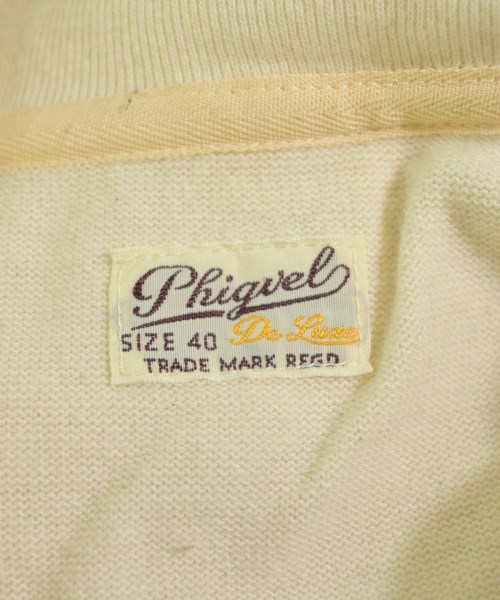 Phigvel
SIZE 40 De Luxe
TRADE MARK REGD.